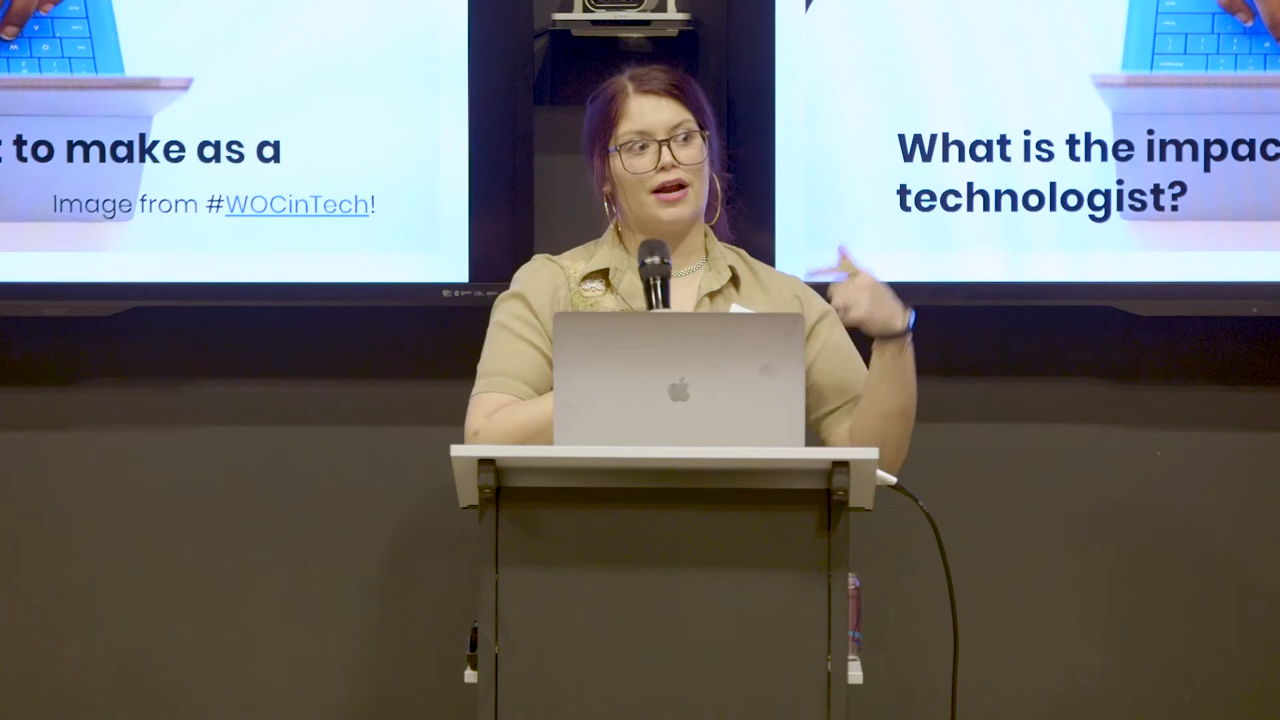 t to make as a
Image from #WOCinTech!
What is the impac
technologist?